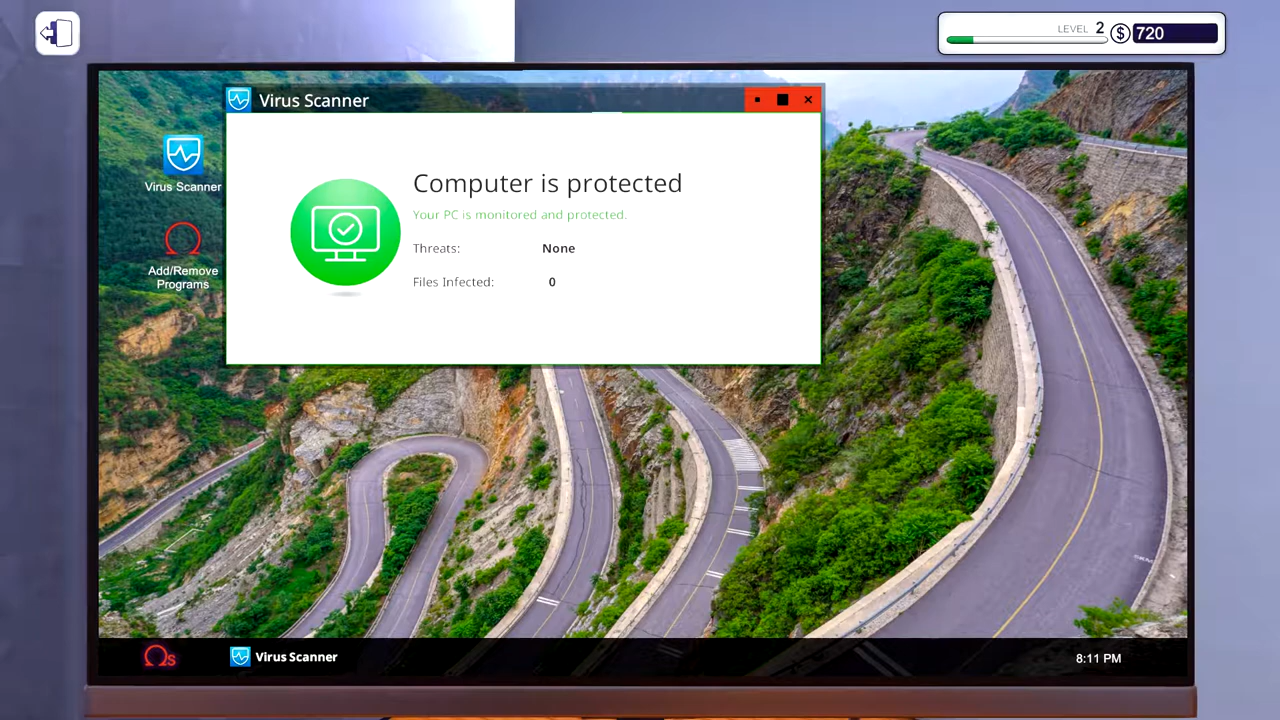 LEVEL 2
$ 720
Virus Scanner
Virus Scanner
Add/Remove
Programs
Computer is protected
Your PC is monitored and protected.
Threats: None
Files Infected: 0
Ωs
Virus Scanner
8:11 PM